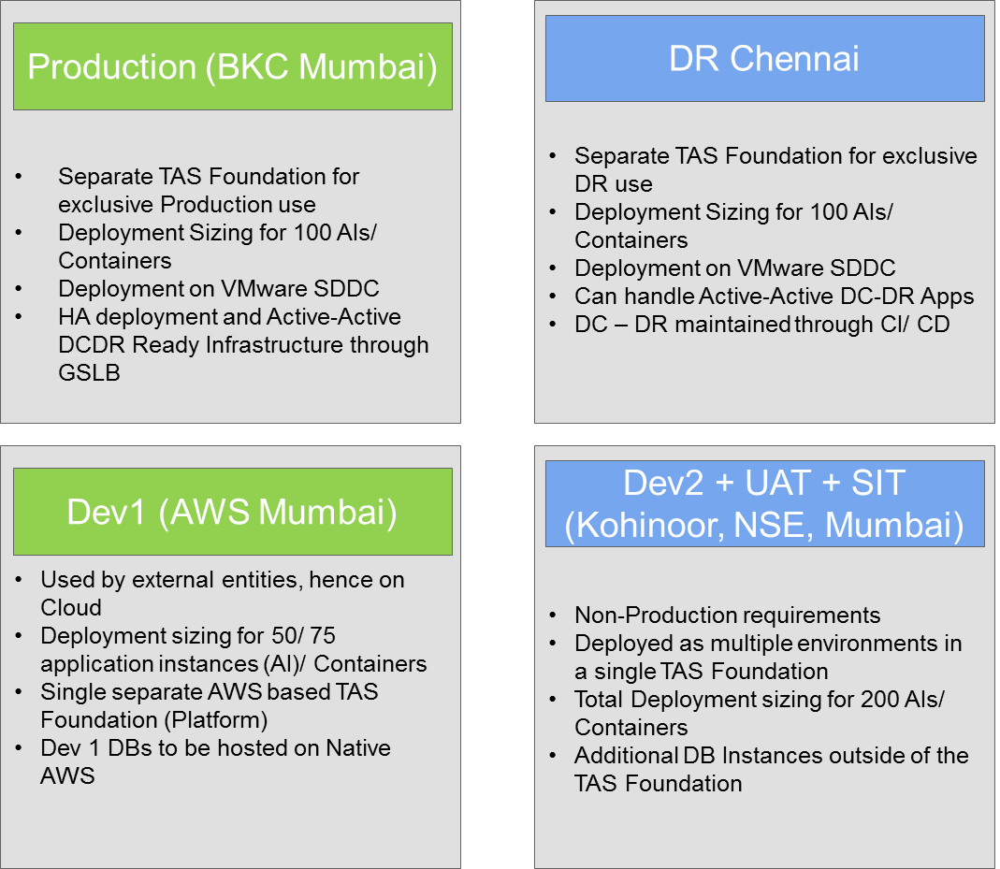 Production (BKC Mumbai)
• Separate TAS Foundation for
exclusive Production use
• Deployment Sizing for 100 AIs/
Containers
• Deployment on VMware SDDC
• HA deployment and Active-Active
DCDR Ready Infrastructure through
GSLB
DR Chennai
• Separate TAS Foundation for exclusive
DR use
• Deployment Sizing for 100 AIs/
Containers
• Deployment on VMware SDDC
• Can handle Active-Active DC-DR Apps
• DC – DR maintained through CI/ CD
Dev1 (AWS Mumbai)
• Used by external entities, hence on
Cloud
• Deployment sizing for 50/ 75
application instances (AI)/ Containers
• Single separate AWS based TAS
Foundation (Platform)
• Dev 1 DBs to be hosted on Native
AWS
Dev2 + UAT + SIT
(Kohinoor, NSE, Mumbai)
• Non-Production requirements
• Deployed as multiple environments in
a single TAS Foundation
• Total Deployment sizing for 200 AIs/
Containers
• Additional DB Instances outside of the
TAS Foundation